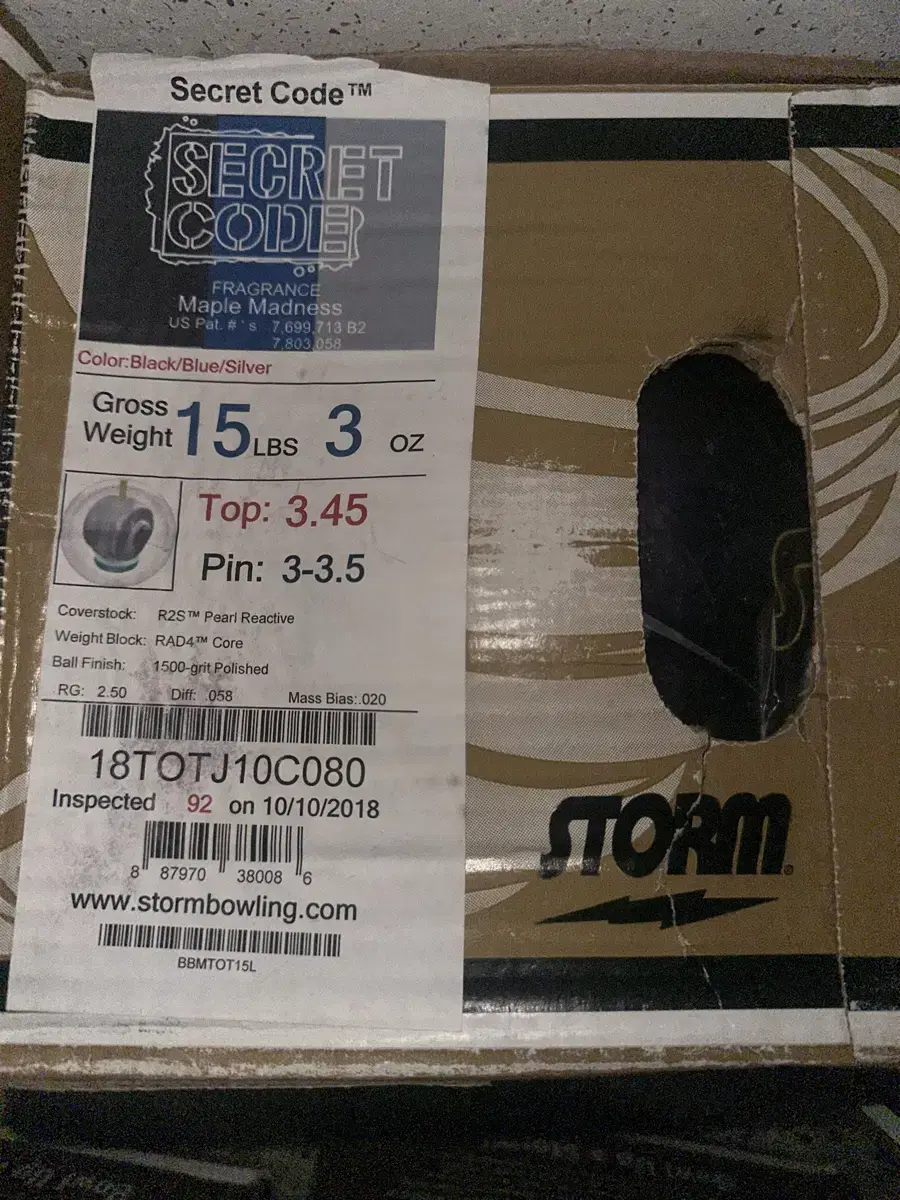 Secret Code™
SECRET
CODE
FRAGRANCE
Maple Madness
US Pat. #'s 7,699,713 B2
7,803,058
Color:Black/Blue/Silver
Gross Weight 15 LBS 3 OZ
Top: 3.45
Pin: 3-3.5
Coverstock: R2S™ Pearl Reactive
Weight Block: RAD4™ Core
Ball Finish: 1500-grit Polished
RG: 2.50 Diff: .058 Mass Bias:.020
18TOTJ10C080
Inspected 92 on 10/10/2018
8 87970 38008 6
www.stormbowling.com
BBMTOT15L
STORM®